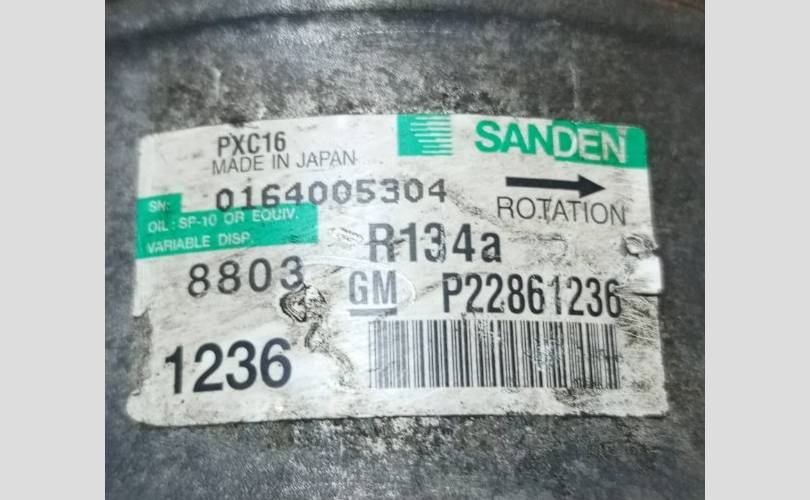 PXC16
SANDEN
MADE IN JAPAN
SN: 0164005304
ROTATION
OIL : SP-10 OR EQUIV.
VARIABLE DISP.
R134a
8803
GM
P22861236
1236